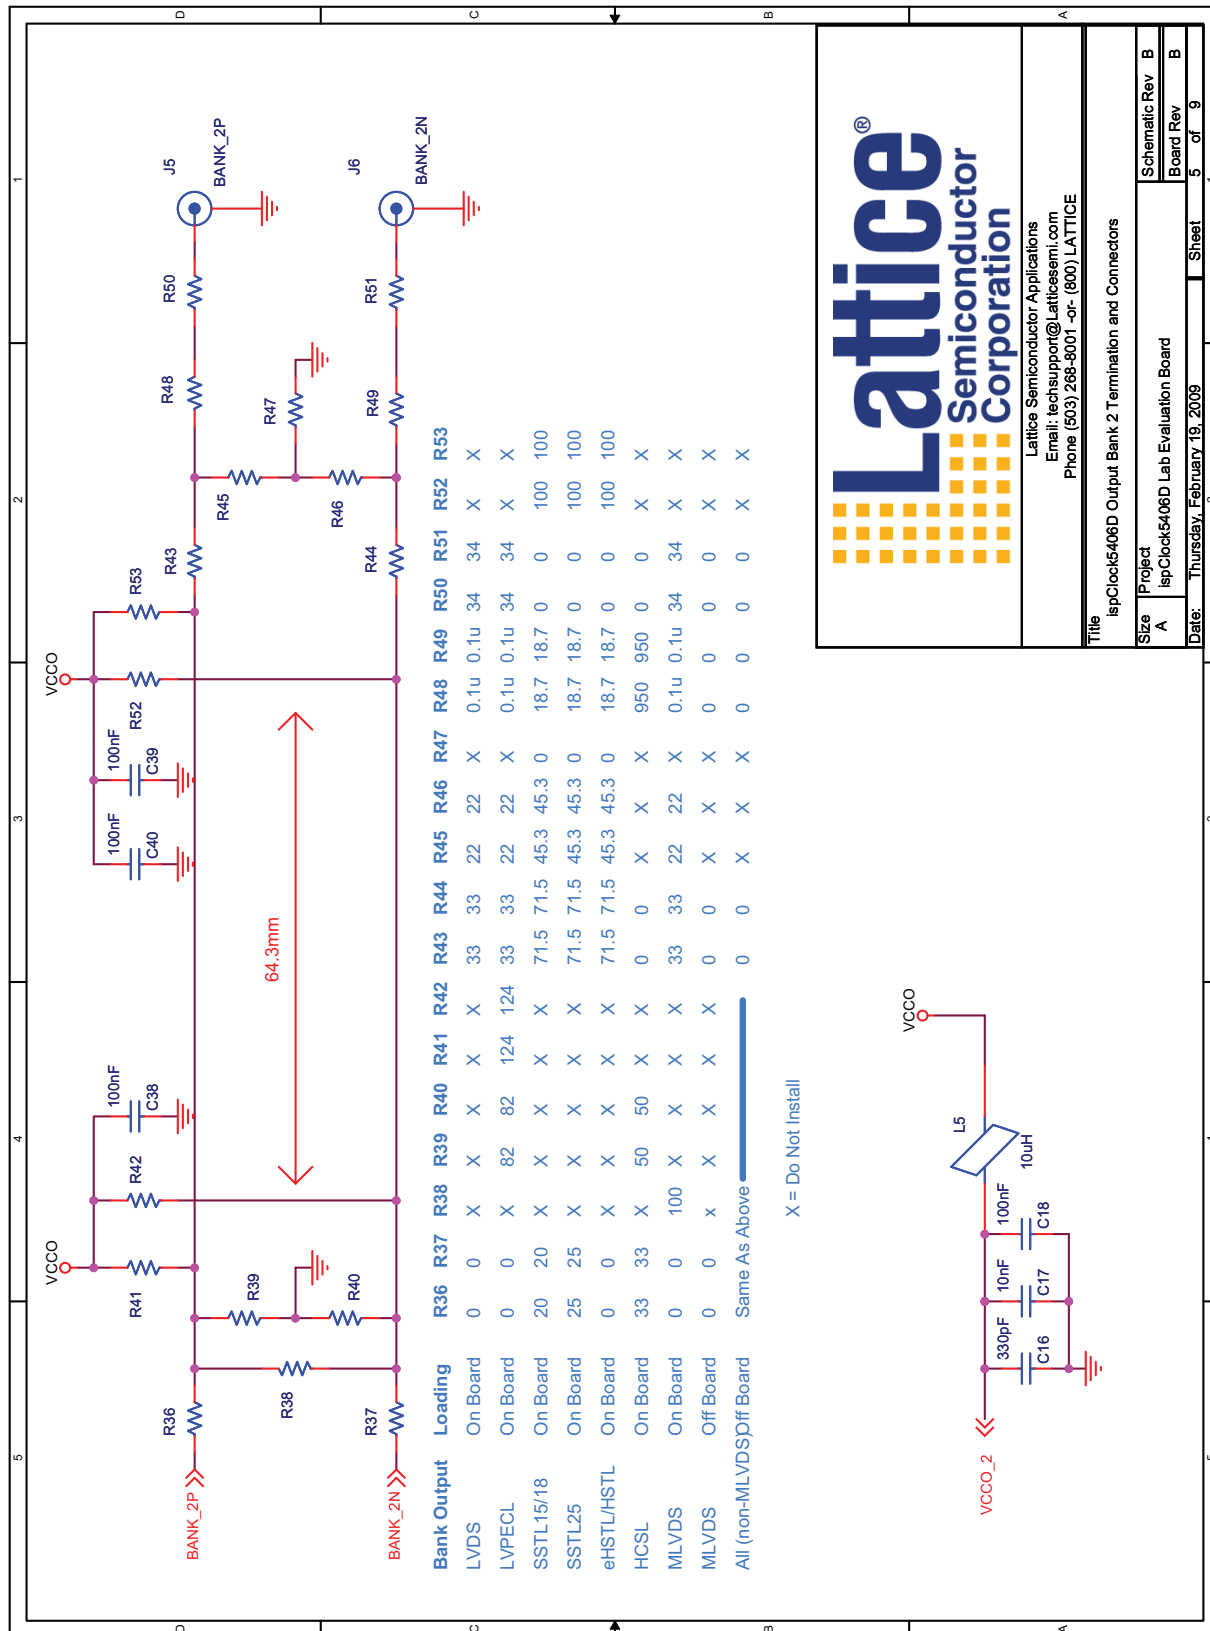 5 4 3 2 1
D
C
B
A
VCCO
VCCO
100nF
C38
100nF
C40
100nF
C39
R41
R42
R52
R53
BANK_2P
R36
R43
R48
R50
J5
BANK_2P
R38
R39
R40
64.3mm
R45
R46
R47
BANK_2N
R37
R44
R49
R51
J6
BANK_2N
Bank Output Loading R36 R37 R38 R39 R40 R41 R42 R43 R44 R45 R46 R47 R48 R49 R50 R51 R52 R53
LVDS On Board 0 0 X X X X X 33 33 22 22 X 0.1u 0.1u 34 34 X X
LVPECL On Board 0 0 X 82 82 124 124 33 33 22 22 X 0.1u 0.1u 34 34 X X
SSTL15/18 On Board 20 20 X X X X X 71.5 71.5 45.3 45.3 0 18.7 18.7 0 0 100 100
SSTL25 On Board 25 25 X X X X X 71.5 71.5 45.3 45.3 0 18.7 18.7 0 0 100 100
eHSTL/HSTL On Board 0 0 X X X X X 71.5 71.5 45.3 45.3 0 18.7 18.7 0 0 100 100
HCSL On Board 33 33 X 50 50 X X 0 0 X X X 950 950 0 0 X X
MLVDS On Board 0 0 100 X X X X 33 33 22 22 X 0.1u 0.1u 34 34 X X
MLVDS Off Board 0 0 x X X X X 0 0 X X X 0 0 0 0 X X
All (non-MLVDS) Off Board Same As Above 0 0 X X X 0 0 0 0 X X
X = Do Not Install
VCCO_2
330pF
C16
10nF
C17
100nF
C18
L5
10uH
VCCO
Lattice®
Semiconductor
Corporation
Lattice Semiconductor Applications
Email: techsupport@Latticesemi.com
Phone (503) 268-8001 -or- (800) LATTICE
Title
ispClock5406D Output Bank 2 Termination and Connectors
Size
A
Project
ispClock5406D Lab Evaluation Board
Schematic Rev B
Board Rev B
Date: Thursday, February 19, 2009
Sheet 5 of 9
D
C
B
A